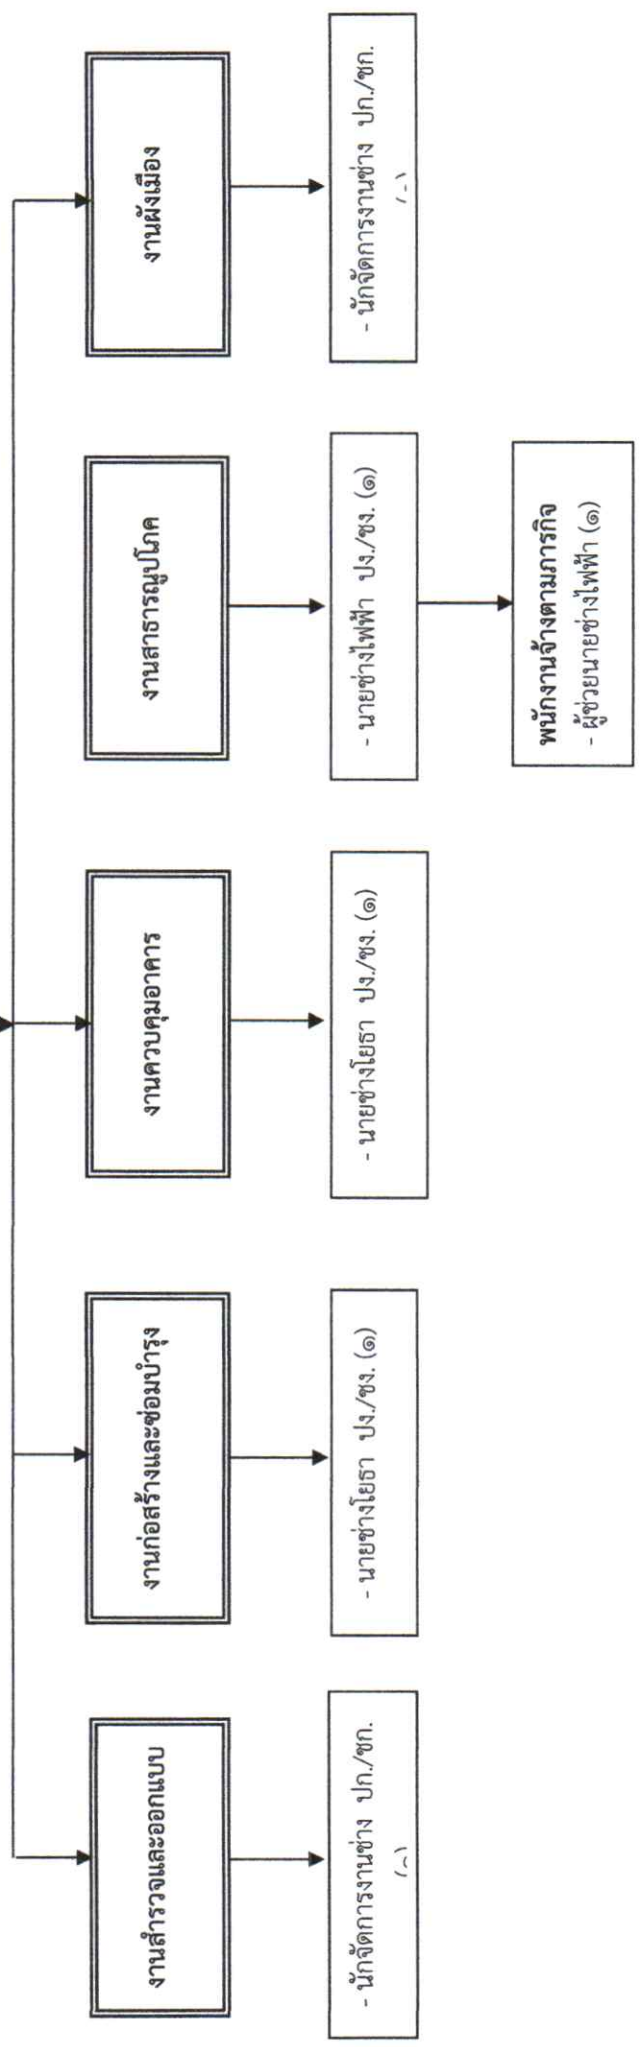 งานสำรวจและออกแบบ
- นักจัดการงานช่าง ปก./ชก.
งานก่อสร้างและซ่อมบำรุง
- นายช่างโยธา ปง./ชง. (๑)
งานควบคุมอาคาร
- นายช่างโยธา ปง./ชง. (๑)
งานสาธารณูปโภค
- นายช่างไฟฟ้า ปง./ชง. (๑)
พนักงานจ้างตามภารกิจ
- ผู้ช่วยนายช่างไฟฟ้า (๑)
งานผังเมือง
- นักจัดการงานช่าง ปก./ชก.